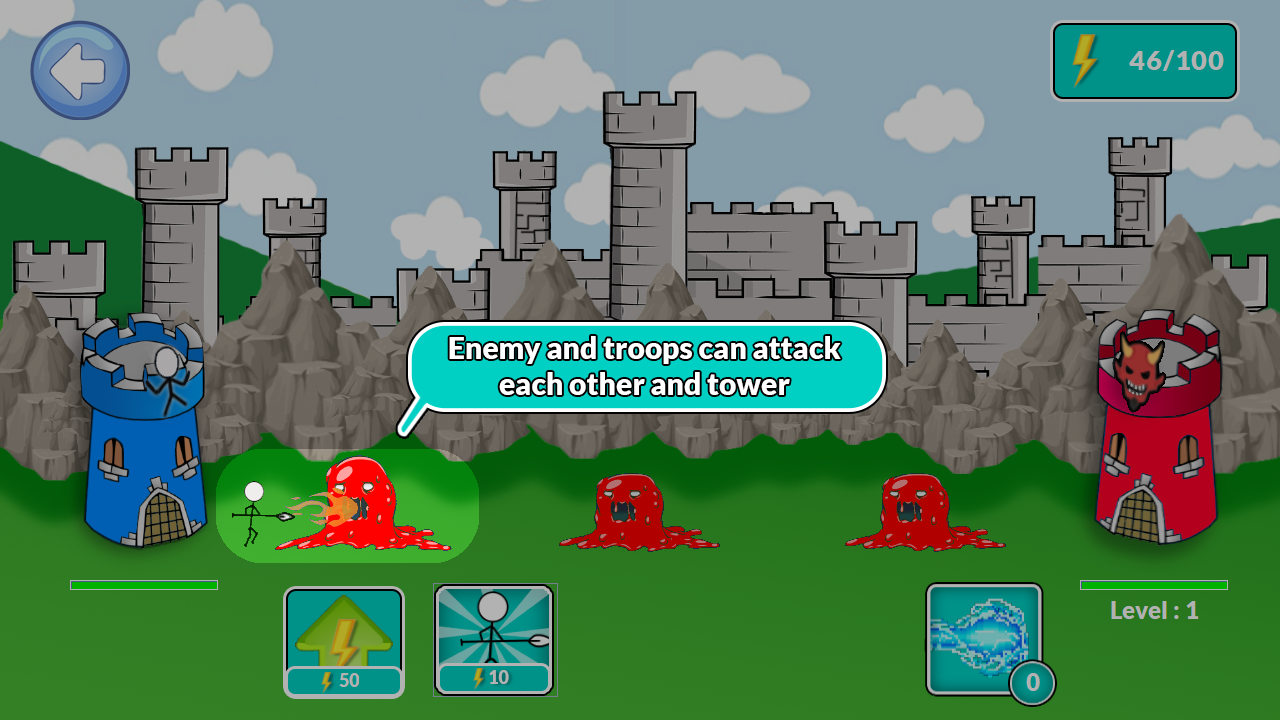 46/100
Enemy and troops can attack
each other and tower
Level : 1
50
10
0